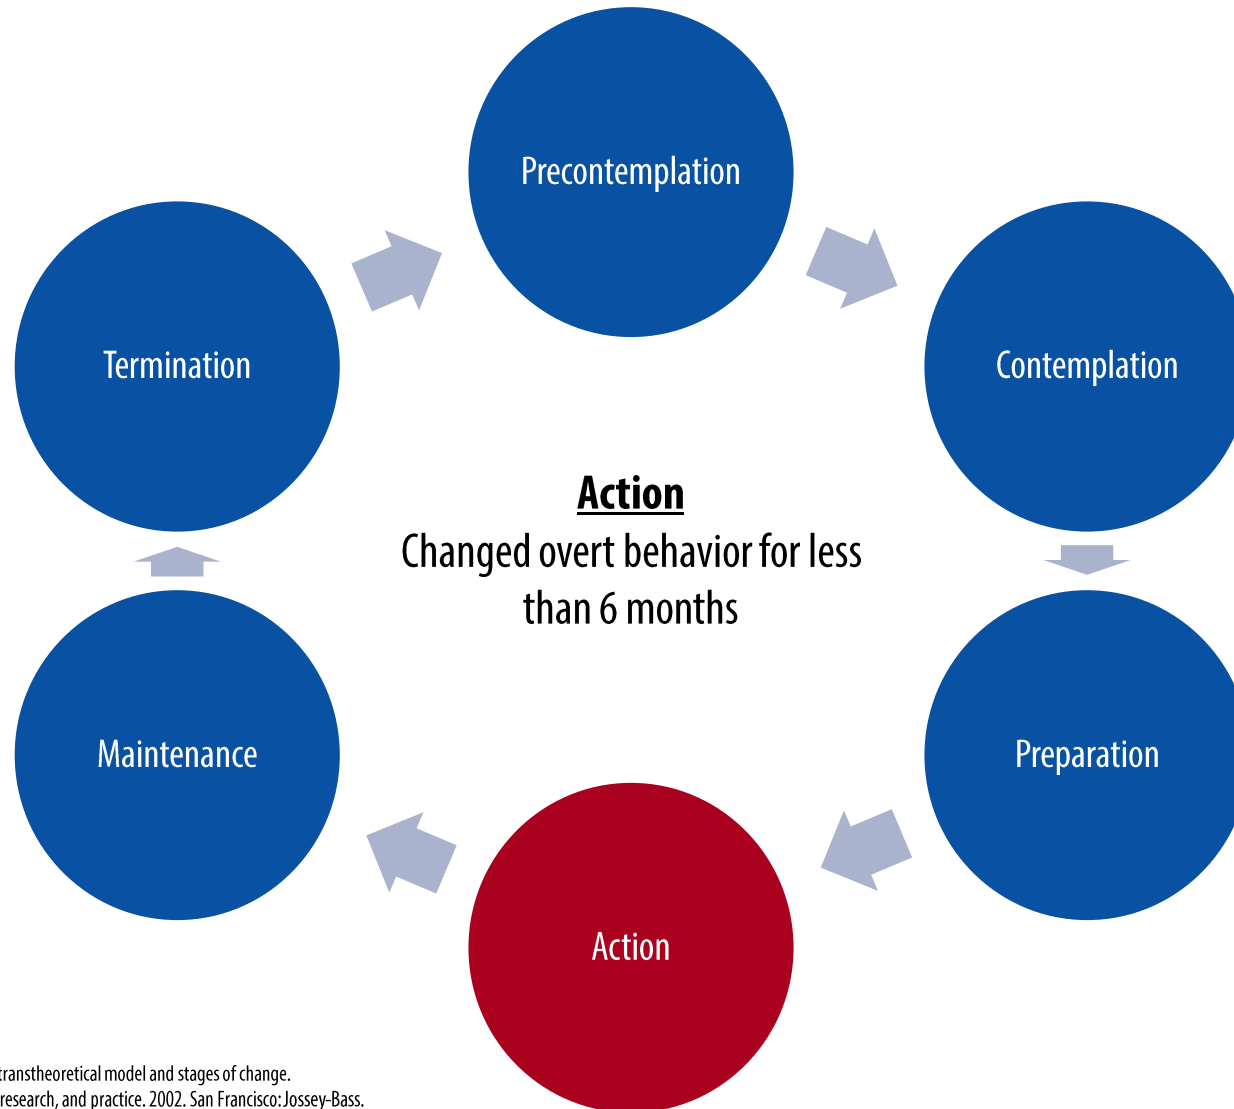 Precontemplation
Termination
Contemplation
Action
Changed overt behavior for less
than 6 months
Maintenance
Preparation
Action
transtheoretical model and stages of change.
research, and practice. 2002. San Francisco: Jossey-Bass.